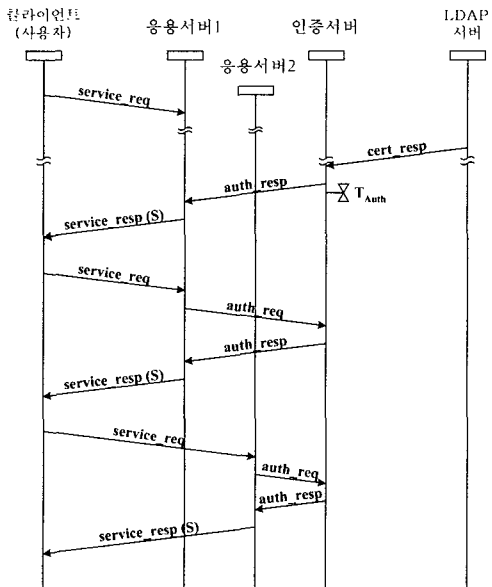 클라이언트
(사용자)
응용서버1
인증서버
LDAP
서버
응용서버2
service_req
cert_resp
auth_resp
T_Auth
service_resp (S)
service_req
auth_req
auth_resp
service_resp (S)
service_req
auth_req
auth_resp
service_resp (S)